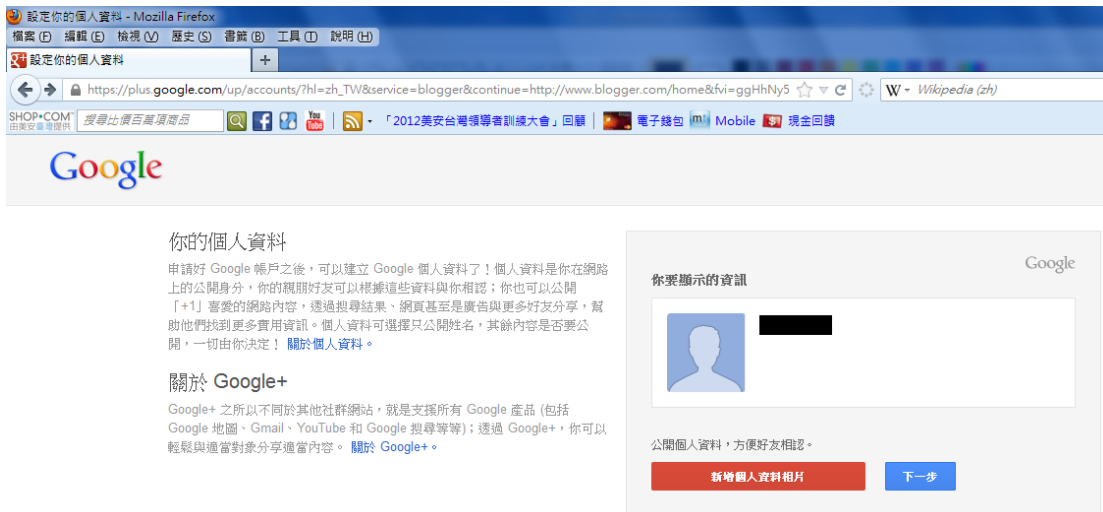 設定你的個人資料 - Mozilla Firefox
檔案(F) 編輯(E) 檢視(V) 歷史(S) 書籤(B) 工具(T) 說明(H)
設定你的個人資料 +
https://plus.google.com/up/accounts/?hl=zh_TW&service=blogger&continue=http://www.blogger.com/home&fvi=ggHhNy5 W Wikipedia (zh)
SHOP•COM 搜尋比價百萬項商品 「2012美安台灣領導者訓練大會」回顧 電子錢包 Mobile 現金回饋
由美安臺灣提供
Google
你的個人資料
申請好 Google 帳戶之後，可以建立 Google 個人資料了！個人資料是你在網路
上的公開身分，你的親朋好友可以根據這些資料與你相認；你也可以公開
「+1」喜愛的網路內容，透過搜尋結果、網頁甚至是廣告與更多好友分享，幫
助他們找到更多實用資訊。個人資料可選擇只公開姓名，其餘內容是否要公
開，一切由你決定！ 關於個人資料。
關於 Google+
Google+ 之所以不同於其他社群網站，就是支援所有 Google 產品 (包括
Google 地圖、Gmail、YouTube 和 Google 搜尋等等)；透過 Google+，你可以
輕鬆與適當對象分享適當內容。 關於 Google+。
Google
你要顯示的資訊
公開個人資料，方便好友相認。
新增個人資料相片 下一步